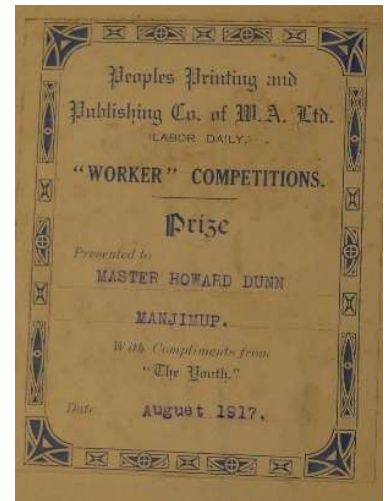 Peoples Printing and
Publishing Co. of W.A. Ltd.
(LABOR DAILY.)
"WORKER" COMPETITIONS.
Prize
Presented to
MASTER HOWARD DUNN
MANJIMUP.
With Compliments from
"The Youth."
Date August 1917.